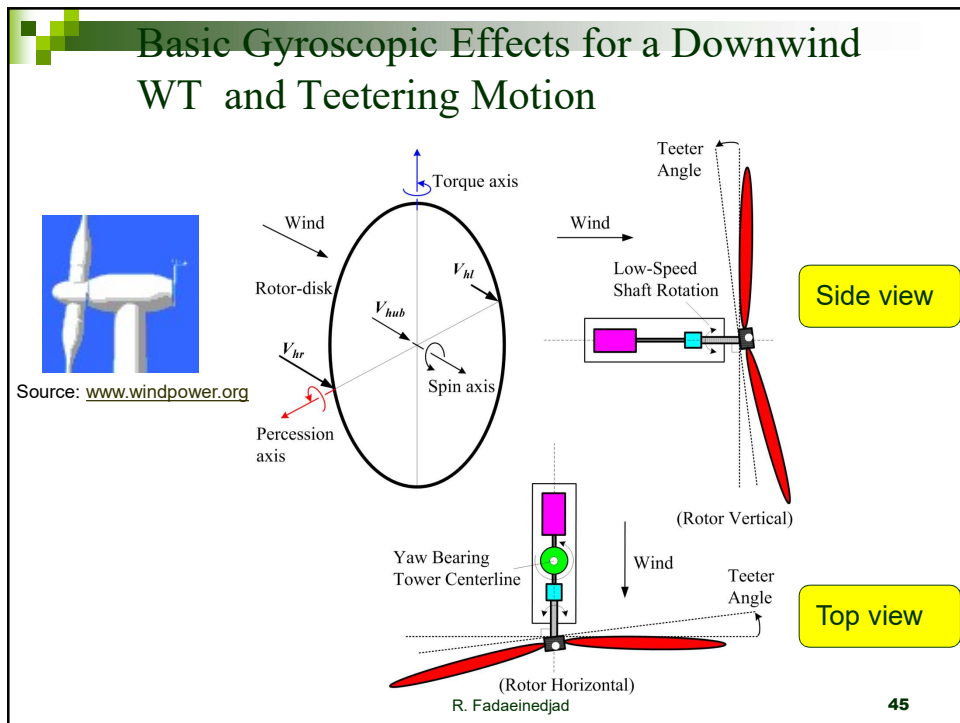 Basic Gyroscopic Effects for a Downwind
WT and Teetering Motion
Source: www.windpower.org
Torque axis
Wind
Rotor-disk
V_hl
V_hub
V_hr
Spin axis
Percession
axis
Teeter
Angle
Wind
Low-Speed
Shaft Rotation
Side view
(Rotor Vertical)
Yaw Bearing
Tower Centerline
Wind
Teeter
Angle
Top view
(Rotor Horizontal)
R. Fadaeinedjad
45